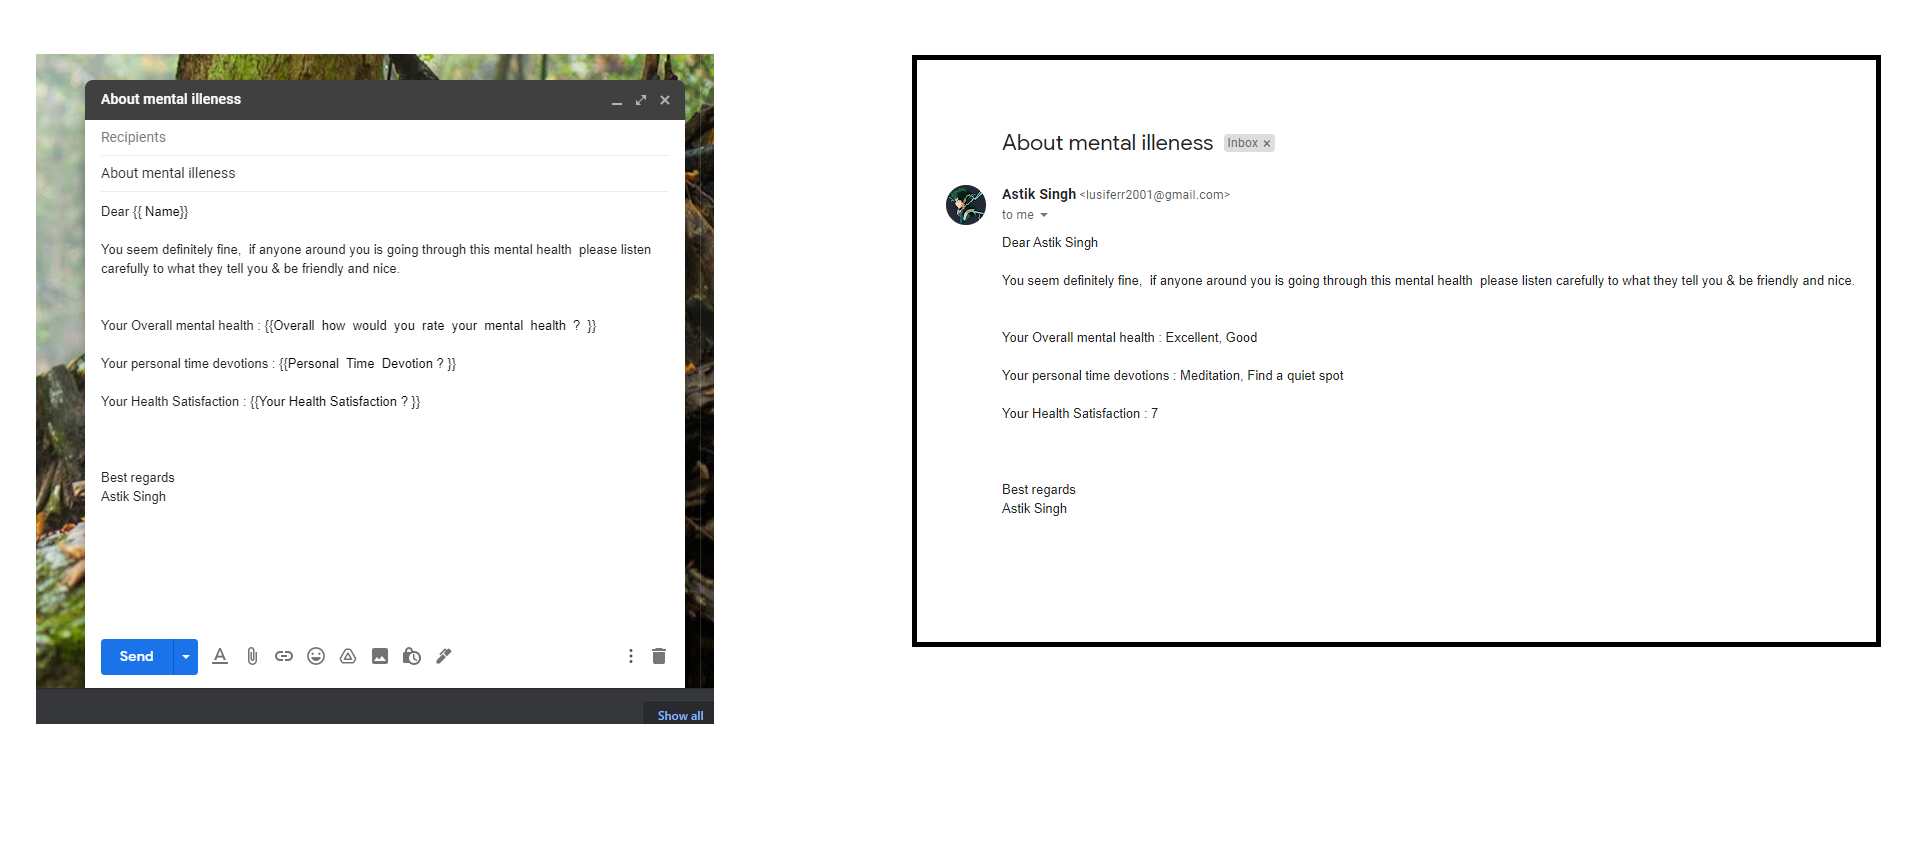 About mental illeness
Recipients
About mental illeness
Dear {{ Name}}
You seem definitely fine,  if anyone around you is going through this mental health  please listen
carefully to what they tell you & be friendly and nice.
Your Overall mental health : {{Overall  how  would  you  rate  your  mental  health  ?  }}
Your personal time devotions : {{Personal  Time  Devotion ? }}
Your Health Satisfaction : {{Your Health Satisfaction ? }}
Best regards
Astik Singh
Send
Show all
About mental illeness Inbox ×
Astik Singh <lusiferr2001@gmail.com>
to me
Dear Astik Singh
You seem definitely fine,  if anyone around you is going through this mental health  please listen carefully to what they tell you & be friendly and nice.
Your Overall mental health : Excellent, Good
Your personal time devotions : Meditation, Find a quiet spot
Your Health Satisfaction : 7
Best regards
Astik Singh